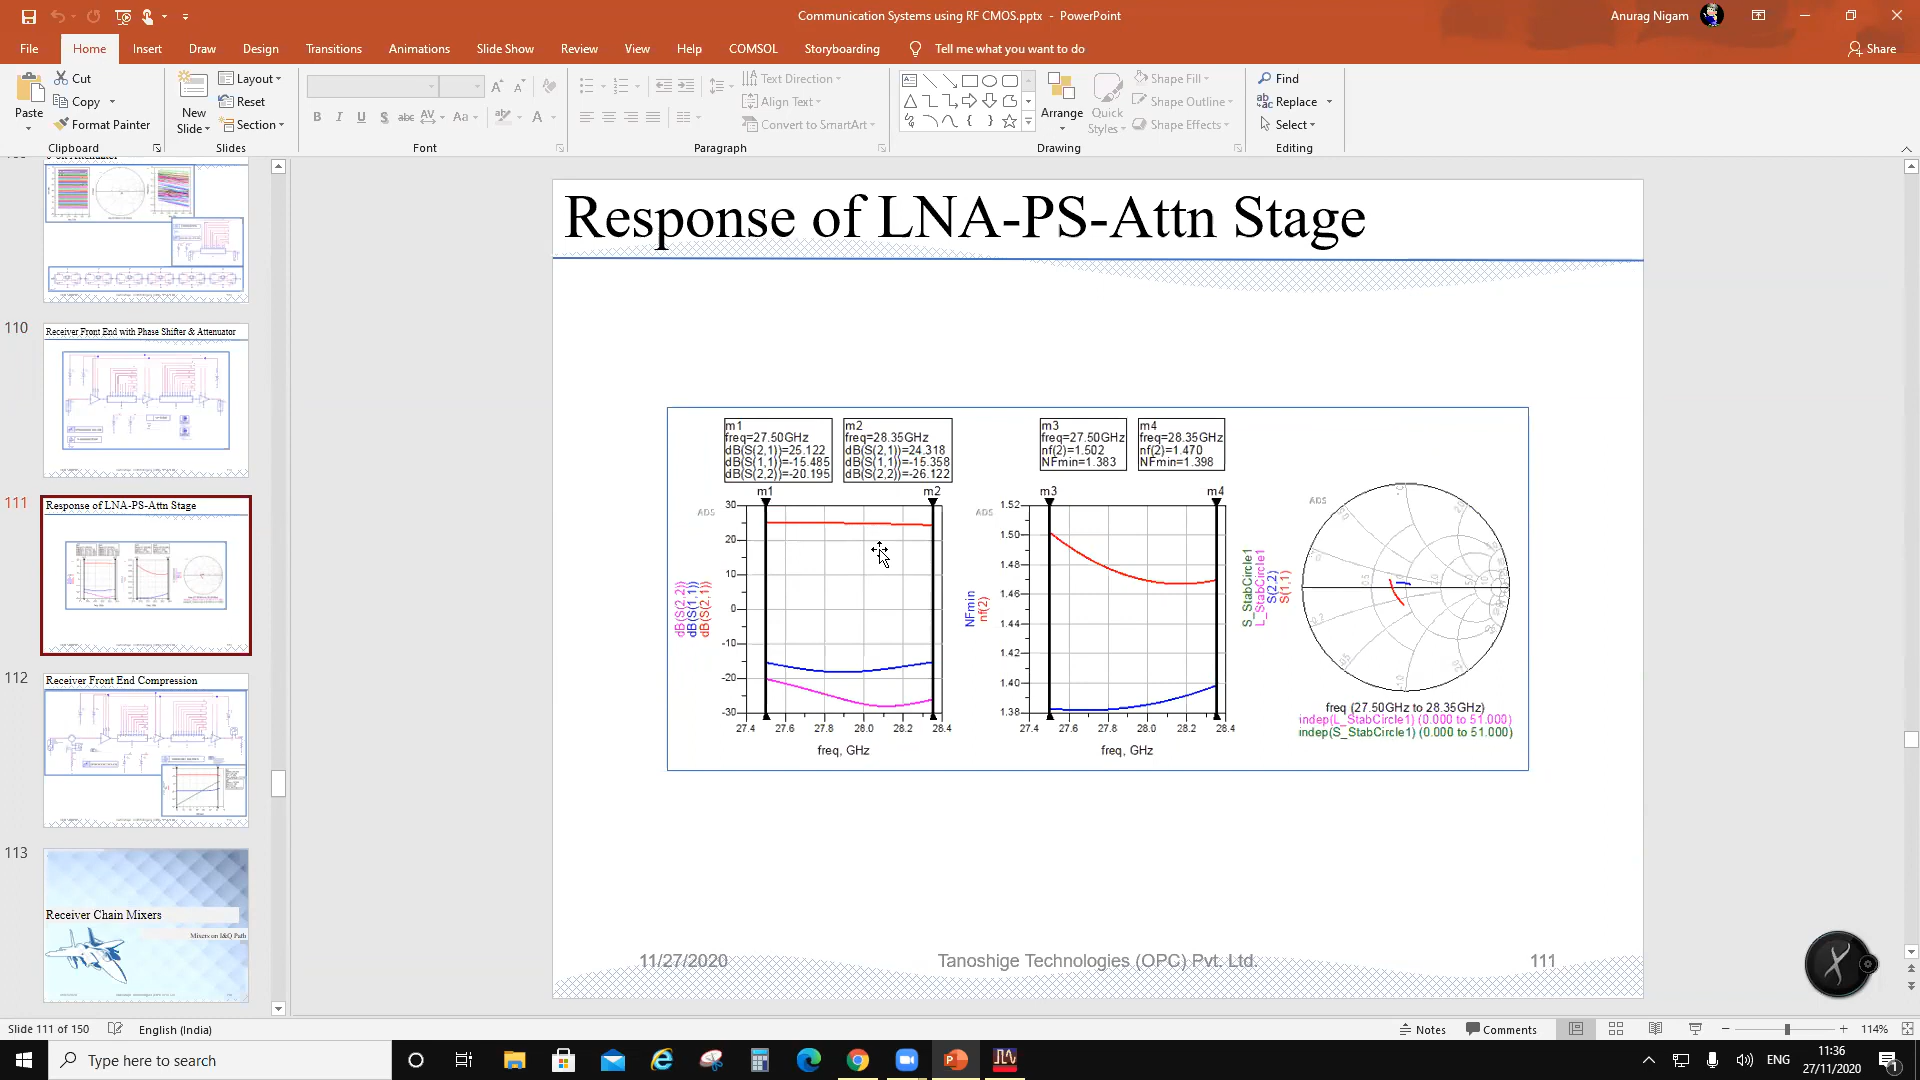 Communication Systems using RF CMOS.pptx - PowerPoint
Anurag Nigam
File Home Insert Draw Design Transitions Animations Slide Show Review View Help COMSOL Storyboarding Tell me what you want to do
Share
Paste
Cut
Copy
Format Painter
Clipboard
New
Slide
Layout
Reset
Section
Slides
Font
Text Direction
Align Text
Convert to SmartArt
Paragraph
Arrange
Quick
Styles
Shape Fill
Shape Outline
Shape Effects
Drawing
Find
Replace
Select
Editing
110
Receiver Front End with Phase Shifter & Attenuator
111
Response of LNA-PS-Attn Stage
112
Receiver Front End Compression
113
Receiver Chain Mixers
Mixers on I&Q Path
Response of LNA-PS-Attn Stage
m1
freq=27.50GHz
dB(S(2,1))=25.122
dB(S(1,1))=-15.485
dB(S(2,2))=-20.195
m2
freq=28.35GHz
dB(S(2,1))=24.318
dB(S(1,1))=-15.358
dB(S(2,2))=-26.122
m3
freq=27.50GHz
nf(2)=1.502
NFmin=1.383
m4
freq=28.35GHz
nf(2)=1.470
NFmin=1.398
m1 m2
ADS
30
20
10
0
-10
-20
-30
27.4 27.6 27.8 28.0 28.2 28.4
freq, GHz
dB(S(2,2))
dB(S(1,1))
dB(S(2,1))
m3 m4
ADS
1.52
1.50
1.48
1.46
1.44
1.42
1.40
1.38
27.4 27.6 27.8 28.0 28.2 28.4
freq, GHz
NFmin
nf(2)
ADS
S_StabCircle1
L_StabCircle1
S(2,2)
S(1,1)
freq (27.50GHz to 28.35GHz)
indep(L_StabCircle1) (0.000 to 51.000)
indep(S_StabCircle1) (0.000 to 51.000)
11/27/2020 Tanoshige Technologies (OPC) Pvt. Ltd. 111
Slide 111 of 150 English (India) Notes Comments 114%
Type here to search
ENG
11:36
27/11/2020